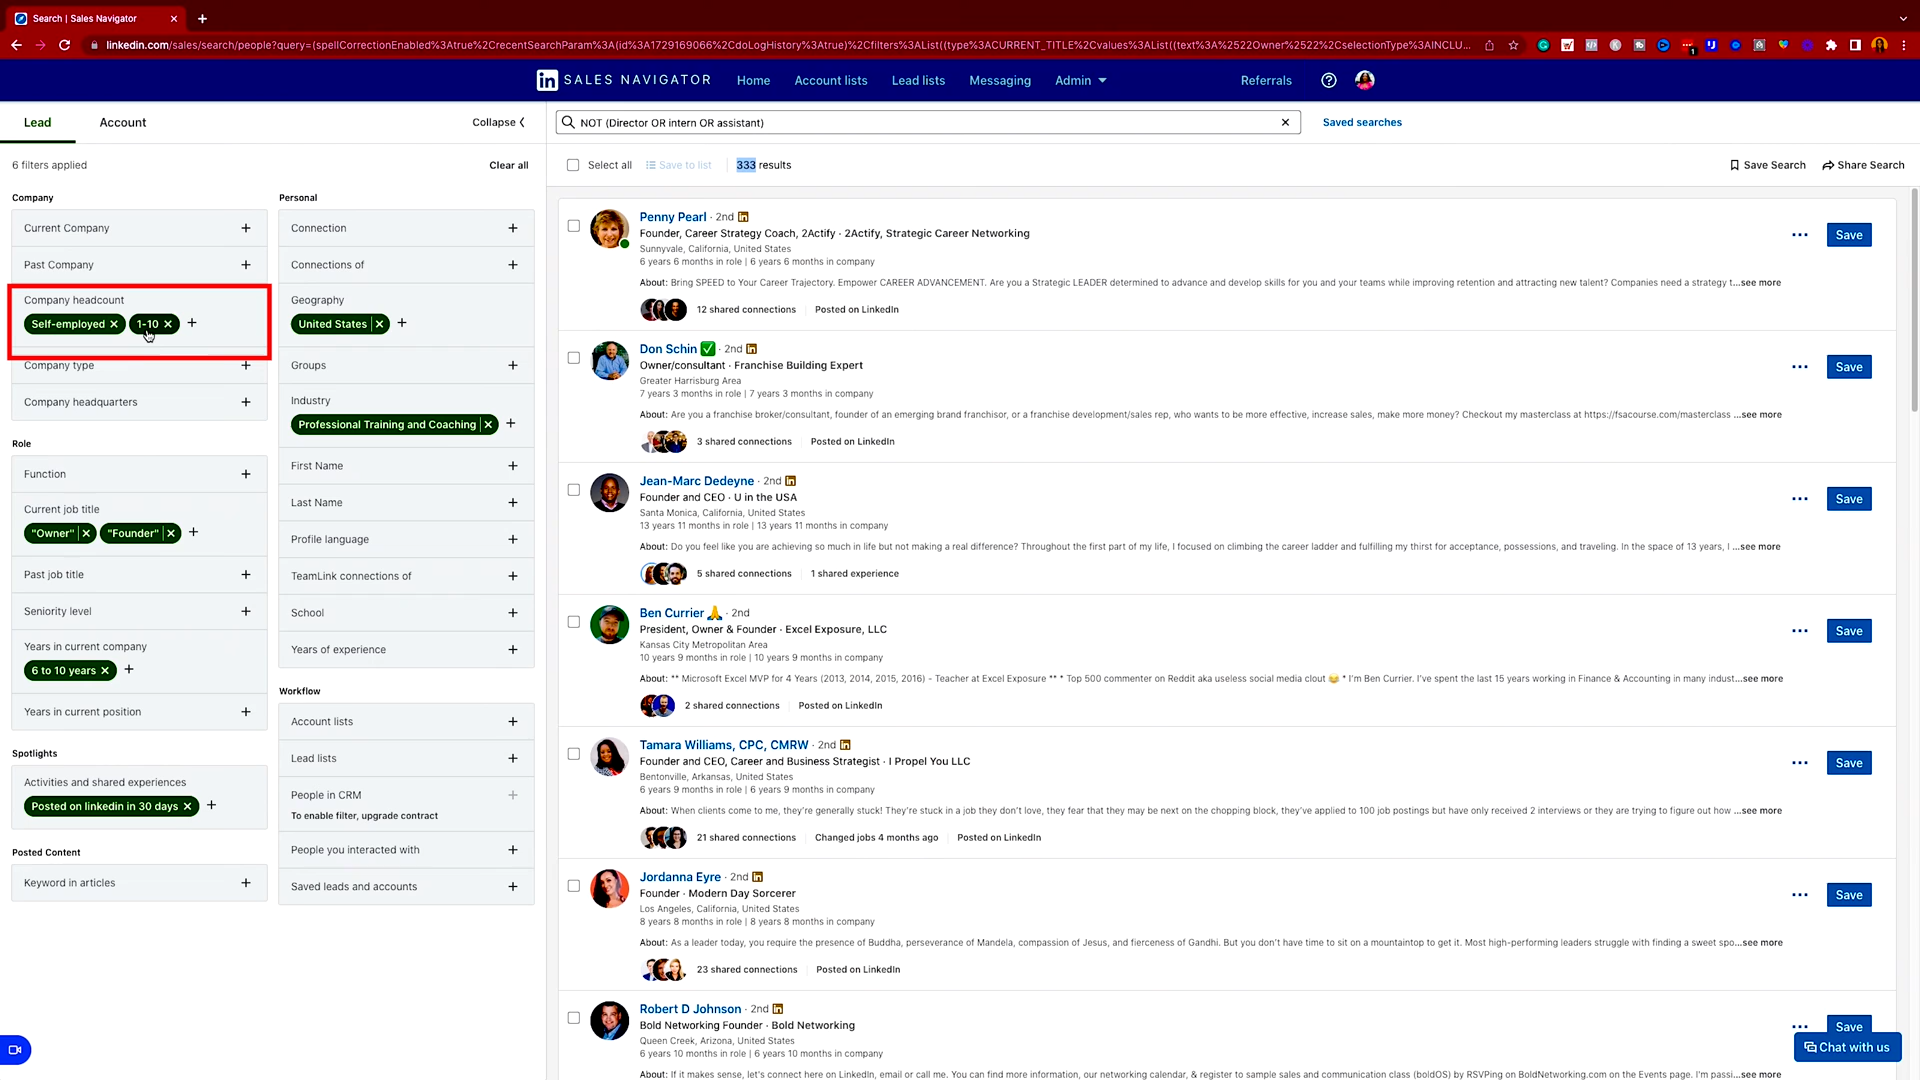 Search | Sales Navigator
linkedin.com/sales/search/people?query=(spellCorrectionEnabled%3Atrue%2CrecentSearchParam%3A(id%3A1729169066%2CdoLogHistory%3Atrue)%2Cfilters%3AList((type%3ACURRENT_TITLE%2Cvalues%3AList((text%3A%2522Owner%2522%2CselectionType%3AINCLU...
in SALES NAVIGATOR Home Account lists Lead lists Messaging Admin Referrals
Lead Account Collapse
NOT (Director OR intern OR assistant)
Saved searches
6 filters applied Clear all
Select all Save to list 333 results Save Search Share Search
Company
Current Company
Past Company
Company headcount
Self-employed 1-10
Company type
Company headquarters
Role
Function
Current job title
"Owner" "Founder"
Past job title
Seniority level
Years in current company
6 to 10 years
Years in current position
Spotlights
Activities and shared experiences
Posted on linkedin in 30 days
Posted Content
Keyword in articles
Personal
Connection
Connections of
Geography
United States
Groups
Industry
Professional Training and Coaching
First Name
Last Name
Profile language
TeamLink connections of
School
Years of experience
Workflow
Account lists
Lead lists
People in CRM
To enable filter, upgrade contract
People you interacted with
Saved leads and accounts
Penny Pearl · 2nd
Founder, Career Strategy Coach, 2Actify · 2Actify, Strategic Career Networking
Sunnyvale, California, United States
6 years 6 months in role | 6 years 6 months in company
About: Bring SPEED to Your Career Trajectory. Empower CAREER ADVANCEMENT. Are you a Strategic LEADER determined to advance and develop skills for you and your teams while improving retention and attracting new talent? Companies need a strategy t...see more
12 shared connections Posted on LinkedIn
Save
Don Schin ✅ · 2nd
Owner/consultant · Franchise Building Expert
Greater Harrisburg Area
7 years 3 months in role | 7 years 3 months in company
About: Are you a franchise broker/consultant, founder of an emerging brand franchisor, or a franchise development/sales rep, who wants to be more effective, increase sales, make more money? Checkout my masterclass at https://fsacourse.com/masterclass ...see more
3 shared connections Posted on LinkedIn
Save
Jean-Marc Dedeyne · 2nd
Founder and CEO · U in the USA
Santa Monica, California, United States
13 years 11 months in role | 13 years 11 months in company
About: Do you feel like you are achieving so much in life but not making a real difference? Throughout the first part of my life, I focused on climbing the career ladder and fulfilling my thirst for acceptance, possessions, and traveling. In the space of 13 years, I ...see more
5 shared connections 1 shared experience
Save
Ben Currier 🙏 · 2nd
President, Owner & Founder · Excel Exposure, LLC
Kansas City Metropolitan Area
10 years 9 months in role | 10 years 9 months in company
About: ** Microsoft Excel MVP for 4 Years (2013, 2014, 2015, 2016) - Teacher at Excel Exposure ** * Top 500 commenter on Reddit aka useless social media clout 😂 * I'm Ben Currier. I've spent the last 15 years working in Finance & Accounting in many indust...see more
2 shared connections Posted on LinkedIn
Save
Tamara Williams, CPC, CMRW · 2nd
Founder and CEO, Career and Business Strategist · I Propel You LLC
Bentonville, Arkansas, United States
6 years 9 months in role | 6 years 9 months in company
About: When clients come to me, they're generally stuck! They're stuck in a job they don't love, they fear that they may be next on the chopping block, they've applied to 100 job postings but have only received 2 interviews or they are trying to figure out how ...see more
21 shared connections Changed jobs 4 months ago Posted on LinkedIn
Save
Jordanna Eyre · 2nd
Founder · Modern Day Sorcerer
Los Angeles, California, United States
8 years 8 months in role | 8 years 8 months in company
About: As a leader today, you require the presence of Buddha, perseverance of Mandela, compassion of Jesus, and fierceness of Gandhi. But you don't have time to sit on a mountaintop to get it. Most high-performing leaders struggle with finding a sweet spo...see more
23 shared connections Posted on LinkedIn
Save
Robert D Johnson · 2nd
Bold Networking Founder · Bold Networking
Queen Creek, Arizona, United States
6 years 10 months in role | 6 years 10 months in company
About: If it makes sense, let's connect here on LinkedIn, email or call me. You can find more information, our networking calendar, & register to sample sales and communication class (boldOS) by RSVPing on BoldNetworking.com on the Events page. I'm passi...see more
Save
Chat with us